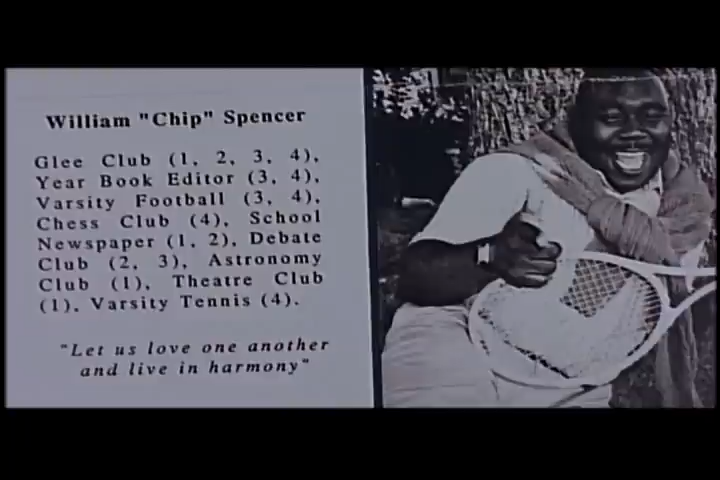 William "Chip" Spencer
Glee Club (1, 2, 3, 4),
Year Book Editor (3, 4),
Varsity Football (3, 4),
Chess Club (4), School
Newspaper (1, 2), Debate
Club (2, 3), Astronomy
Club (1), Theatre Club
(1), Varsity Tennis (4).
"Let us love one another
and live in harmony"